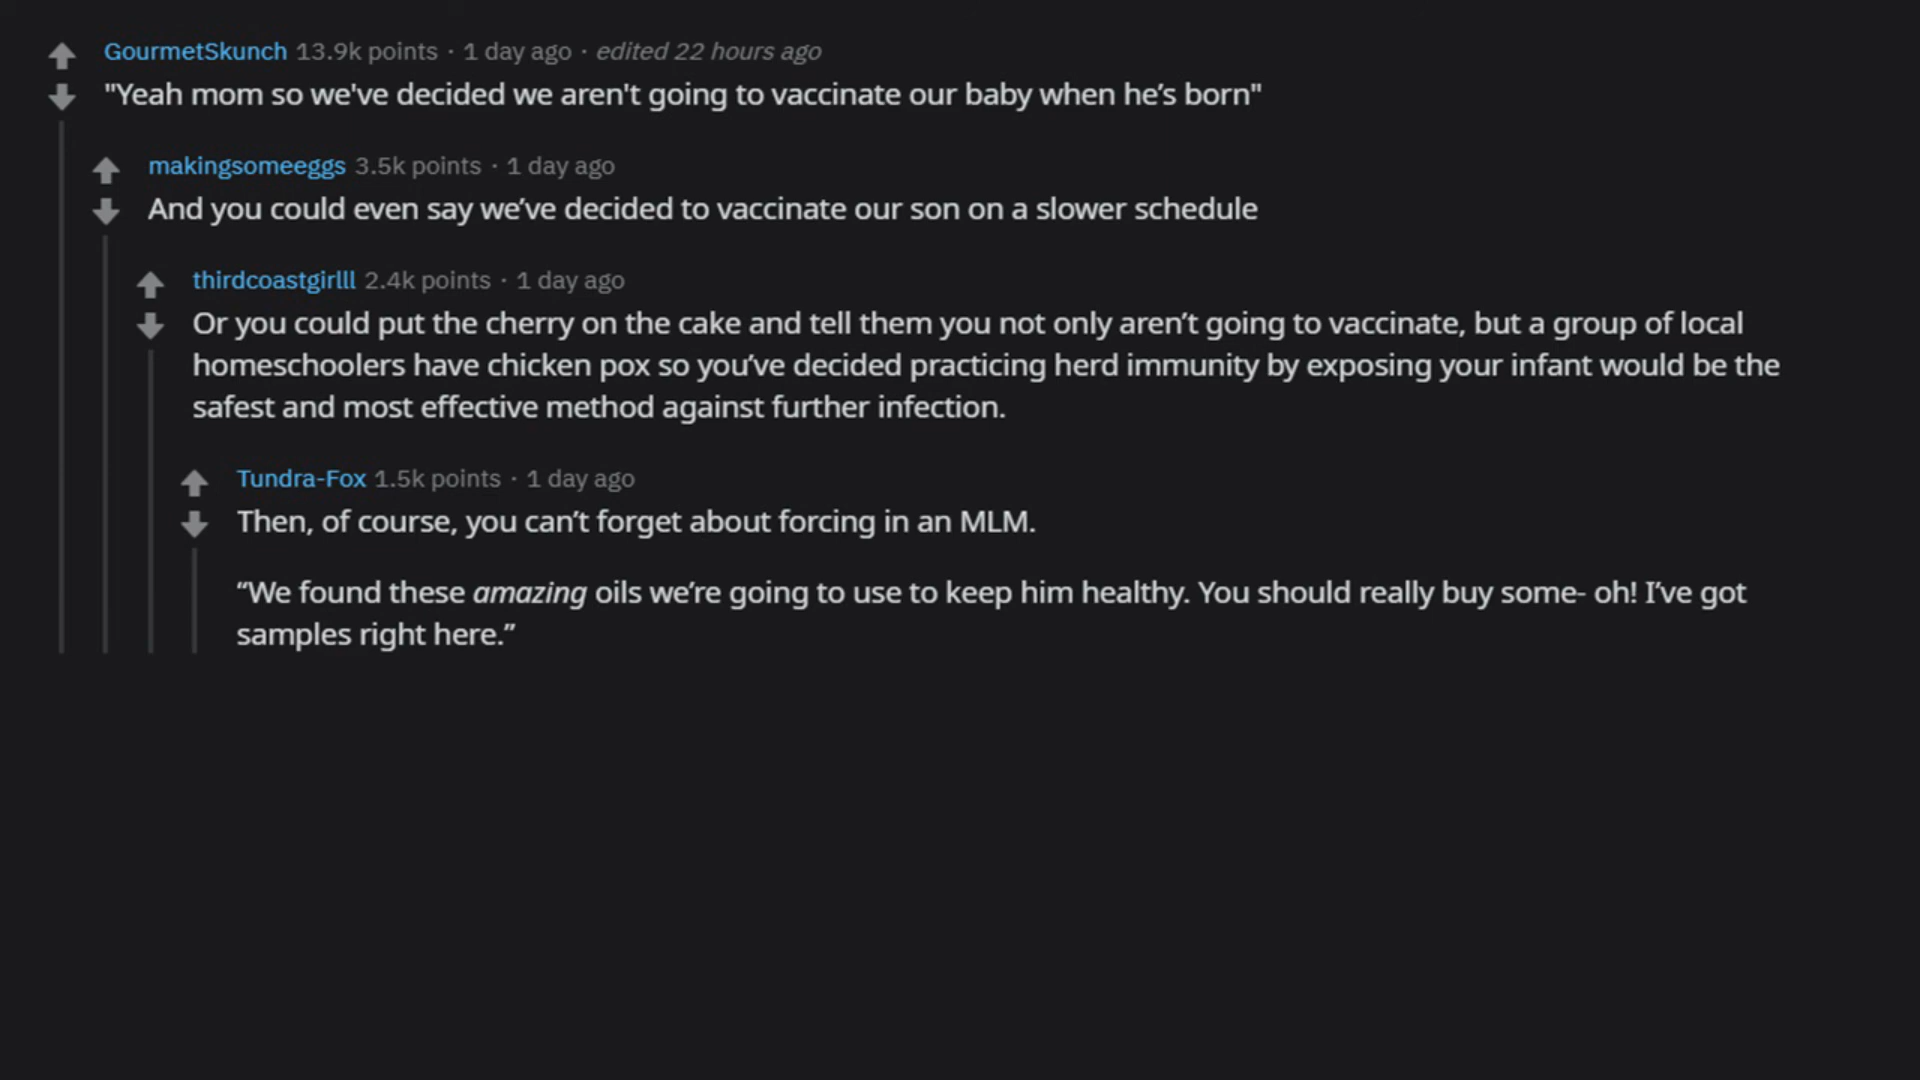 GourmetSkunch 13.9k points · 1 day ago · edited 22 hours ago
"Yeah mom so we've decided we aren't going to vaccinate our baby when he’s born"
makingsomeeggs 3.5k points · 1 day ago
And you could even say we’ve decided to vaccinate our son on a slower schedule
thirdcoastgirlll 2.4k points · 1 day ago
Or you could put the cherry on the cake and tell them you not only aren’t going to vaccinate, but a group of local
homeschoolers have chicken pox so you’ve decided practicing herd immunity by exposing your infant would be the
safest and most effective method against further infection.
Tundra-Fox 1.5k points · 1 day ago
Then, of course, you can’t forget about forcing in an MLM.
“We found these amazing oils we’re going to use to keep him healthy. You should really buy some- oh! I’ve got
samples right here.”